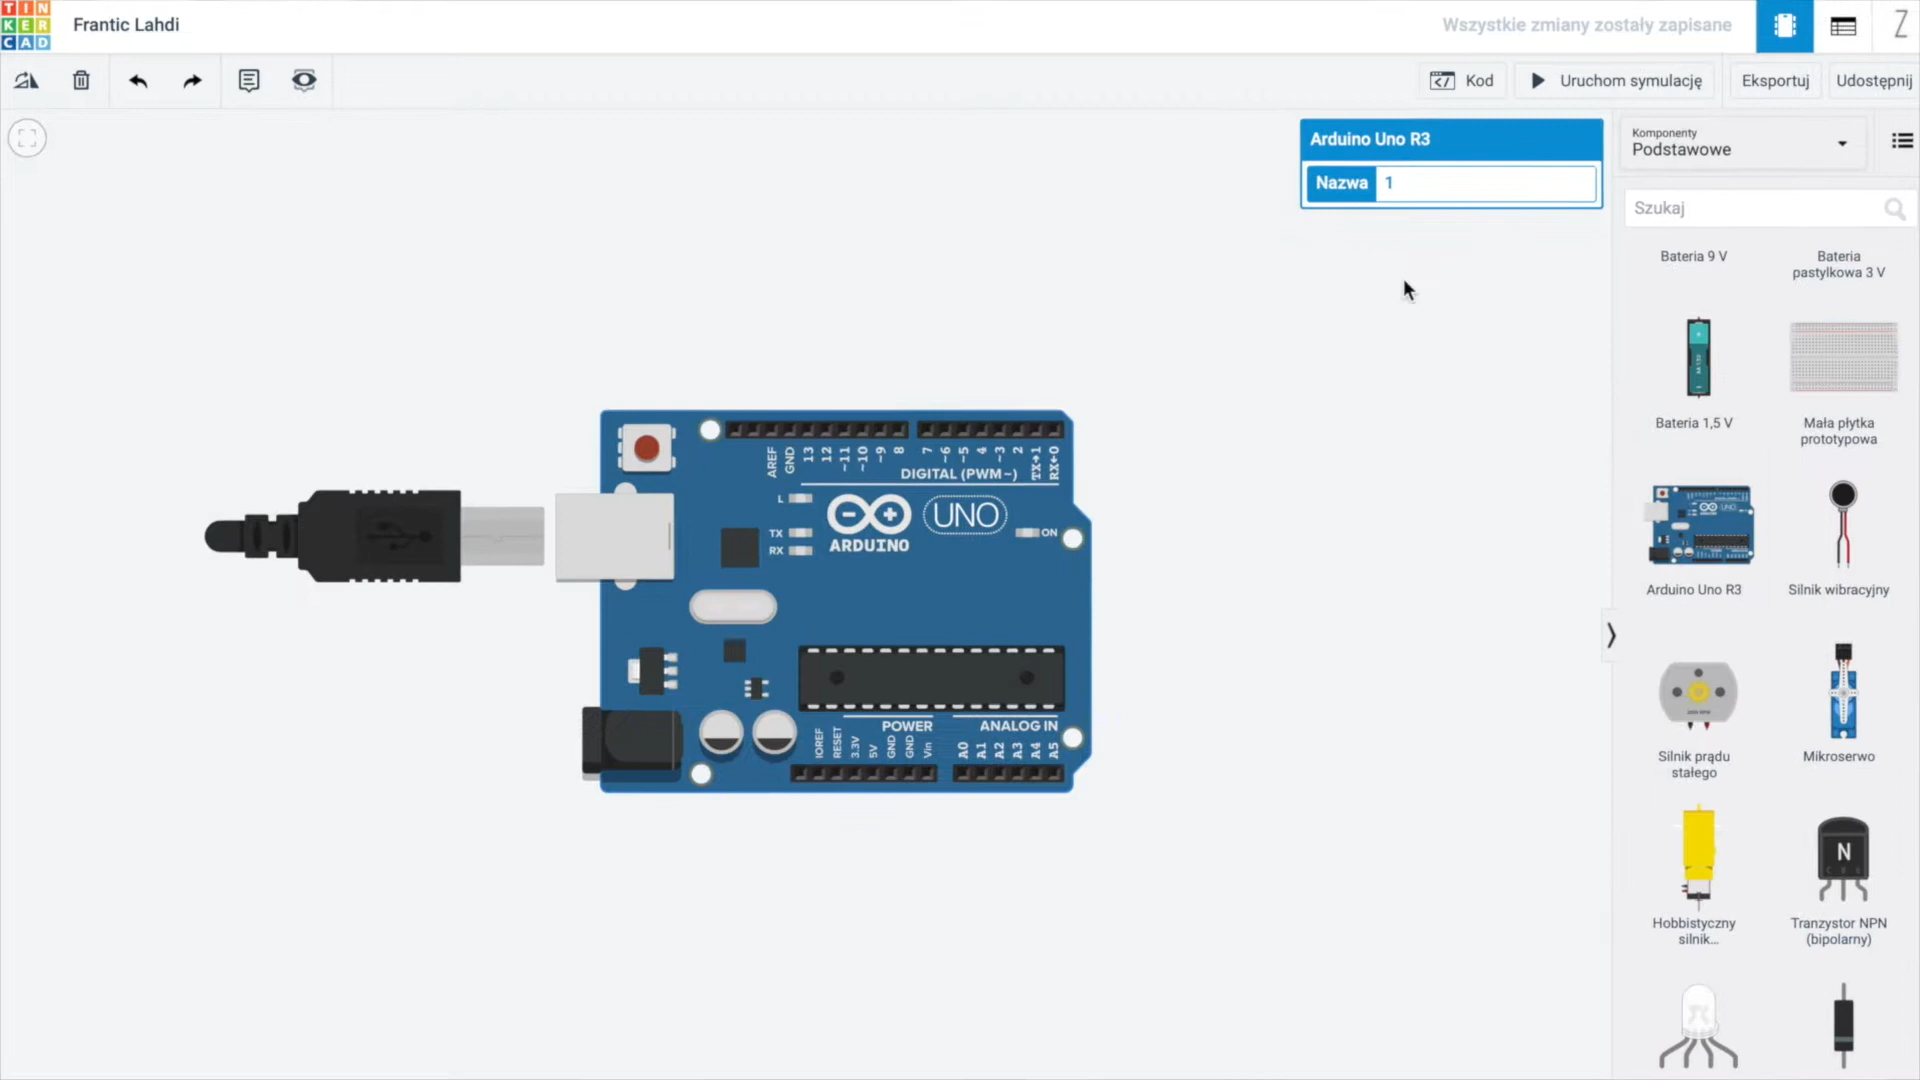 TIN
KER
CAD
Frantic Lahdi
Wszystkie zmiany zostały zapisane
Kod
Uruchom symulację
Eksportuj
Udostępnij
Arduino Uno R3
Nazwa 1
Komponenty
Podstawowe
Szukaj
Bateria 9 V
Bateria
pastylkowa 3 V
Bateria 1,5 V
Mała płytka
prototypowa
Arduino Uno R3
Silnik wibracyjny
Silnik prądu
stałego
Mikroserwo
Hobbistyczny
silnik...
N
Tranzystor NPN
(bipolarny)
AREF
GND
13
12
~11
~10
~9
8
7
~6
~5
4
~3
2
TX→1
RX←0
DIGITAL (PWM~)
L
TX
RX
ARDUINO
UNO
ON
POWER
ANALOG IN
IOREF
RESET
3.3V
5V
GND
GND
Vin
A0
A1
A2
A3
A4
A5